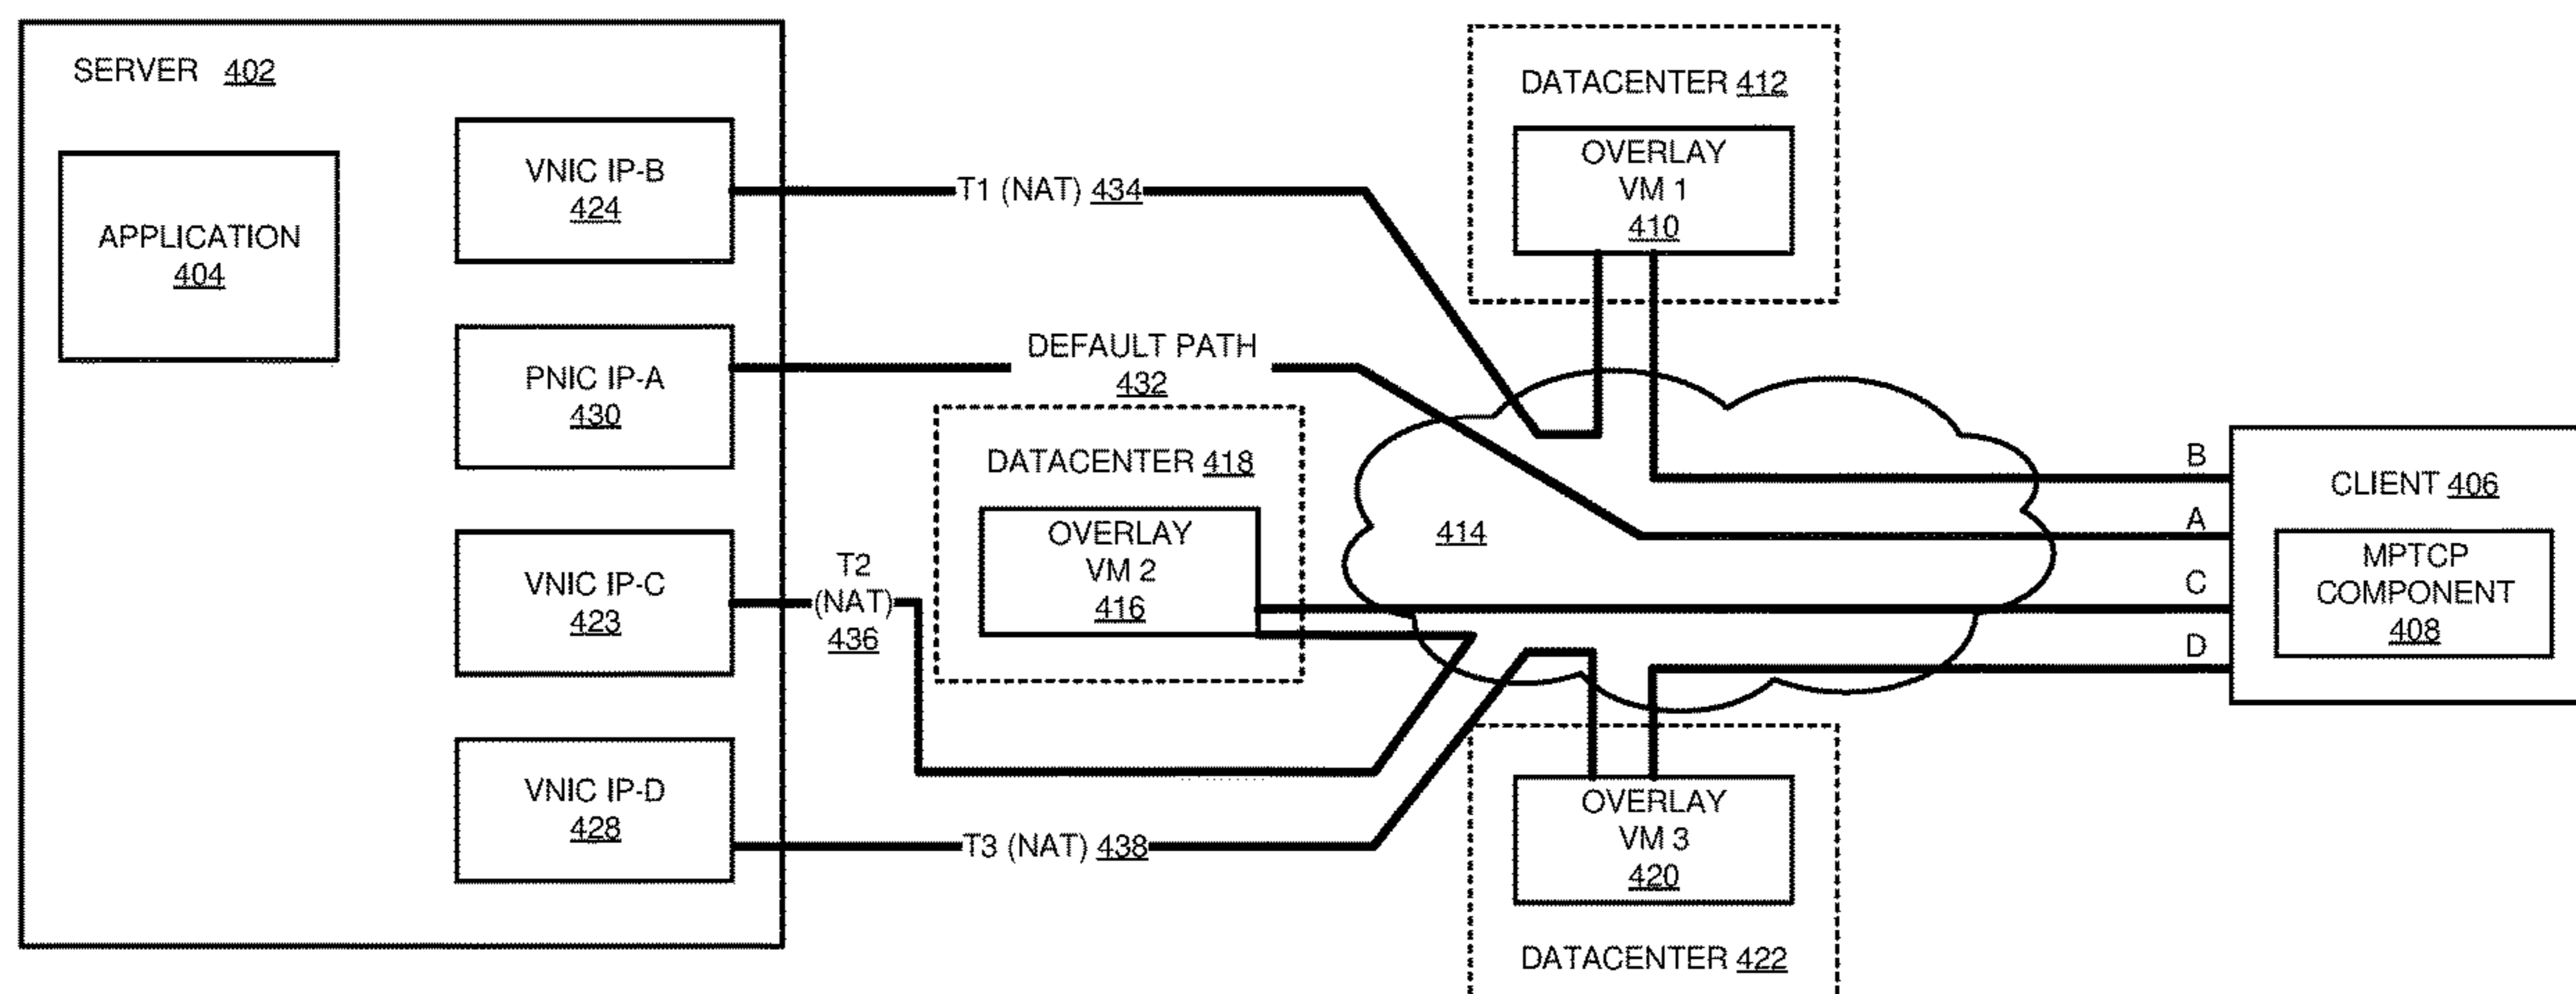 SERVER 402
APPLICATION
404
VNIC IP-B
424
PNIC IP-A
430
VNIC IP-C
423
VNIC IP-D
428
T1 (NAT) 434
DEFAULT PATH
432
T2
(NAT)
436
T3 (NAT) 438
DATACENTER 412
OVERLAY
VM 1
410
DATACENTER 418
OVERLAY
VM 2
416
414
OVERLAY
VM 3
420
DATACENTER 422
B
A
C
D
CLIENT 406
MPTCP
COMPONENT
408